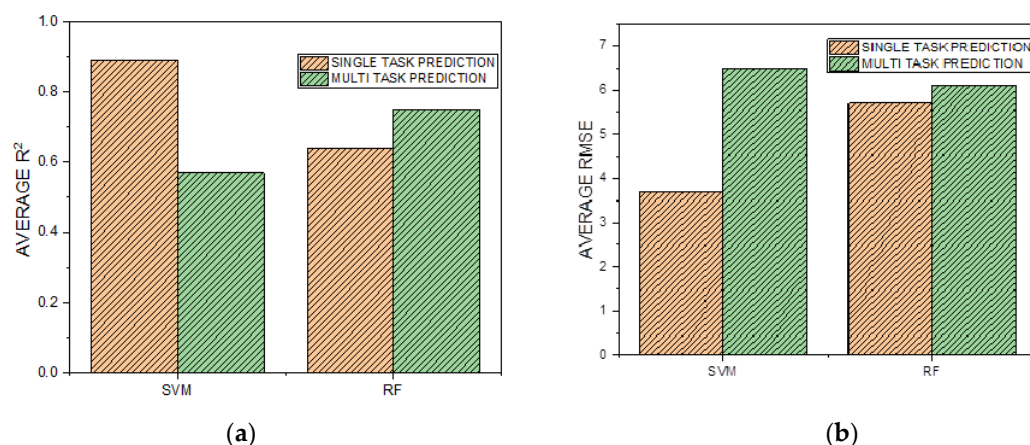 1.0
0.8
0.6
0.4
0.2
0.0
AVERAGE R²
SINGLE TASK PREDICTION
MULTI TASK PREDICTION
SVM
RF
(a)
7
6
5
4
3
2
1
0
AVERAGE RMSE
SINGLE TASK PREDICTION
MULTI TASK PREDICTION
SVM
RF
(b)